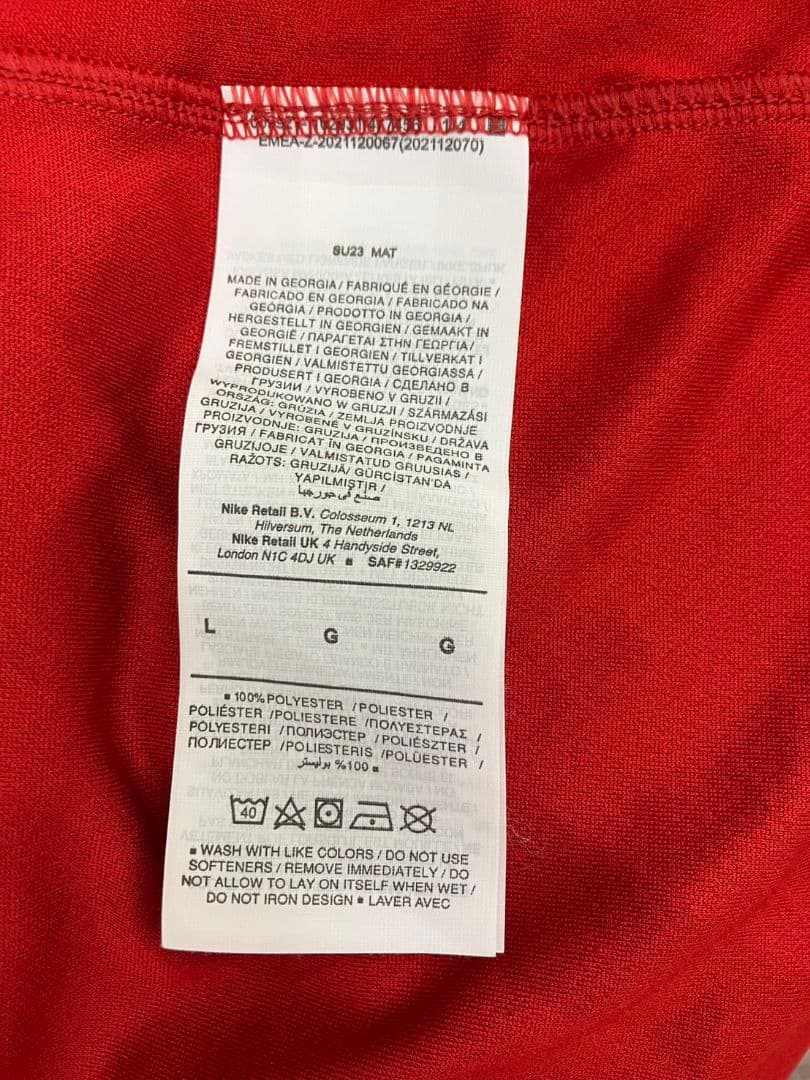 EMEA-Z-2021120067(202112070)
SU23 MAT
MADE IN GEORGIA / FABRIQUÉ EN GÉORGIE /
FABRICADO EN GEORGIA / FABRICADO NA
GEÓRGIA / PRODOTTO IN GEORGIA /
HERGESTELLT IN GEORGIEN / GEMAAKT IN
GEORGIË / ΠΑΡΑΓΕΤΑΙ ΣΤΗΝ ΓΕΩΡΓΙΑ /
FREMSTILLET I GEORGIEN / TILLVERKAT I
GEORGIEN / VALMISTETTU GEORGIASSA /
PRODUSERT I GEORGIA / СДЕЛАНО В
ГРУЗИИ / VYROBENO V GRUZII /
WYPRODUKOWANO W GRUZJI / SZÁRMAZÁSI
ORSZÁG: GRÚZIA / ZEMLJA PROIZVODNJE
GRUZIJA / VYROBENÉ V GRUZÍNSKU / DRŽAVA
PROIZVODNJE: GRUZIJA / ПРОИЗВЕДЕНО В
ГРУЗИЯ / FABRICAT ÎN GEORGIA / PAGAMINTA
GRUZIJOJE / VALMISTATUD GRUUSIAS /
RAŽOTS: GRUZIJĀ/ GÜRCİSTAN'DA
YAPILMIŞTIR /
صنع في جورجيا
Nike Retail B.V. Colosseum 1, 1213 NL
Hilversum, The Netherlands
Nike Retail UK 4 Handyside Street,
London N1C 4DJ UK ■ SAF#1329922
L G G
■ 100% POLYESTER /POLIESTER /
POLIÉSTER /POLIESTERE /ΠΟΛΥΕΣΤΕΡΑΣ /
POLYESTERI /ПОЛИЭСТЕР /POLIÉSZTER /
ПОЛИЕСТЕР /POLIESTERIS /POLÜESTER /
100% بوليستر ■
40
■ WASH WITH LIKE COLORS / DO NOT USE
SOFTENERS / REMOVE IMMEDIATELY / DO
NOT ALLOW TO LAY ON ITSELF WHEN WET /
DO NOT IRON DESIGN ■ LAVER AVEC